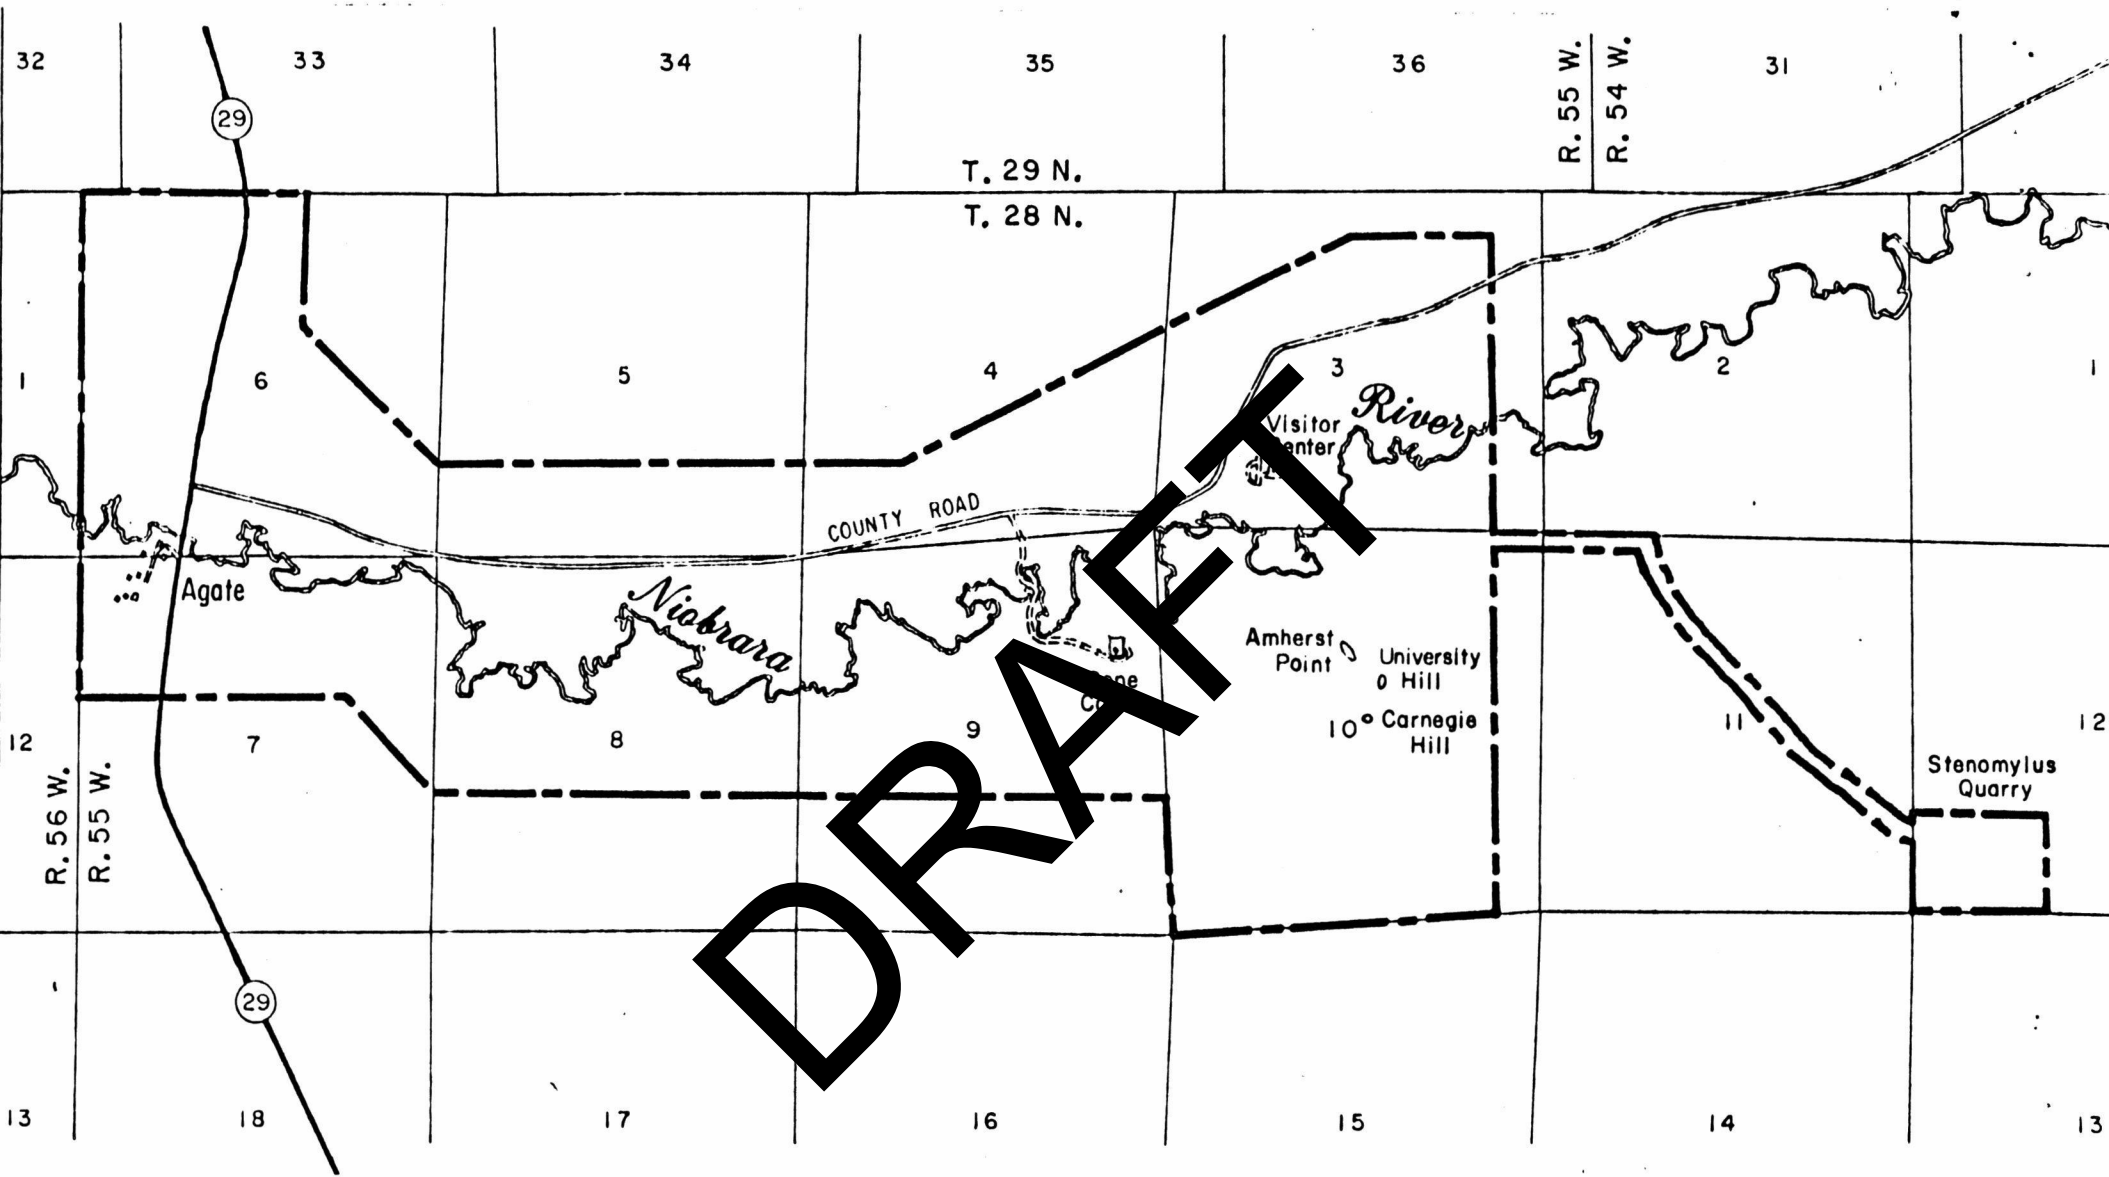 32
33
34
35
36
31
29
R. 55 W.
R. 54 W.
T. 29 N.
T. 28 N.
1
6
5
4
3
2
1
River
Visitor
COUNTY ROAD
Agate
Niobrara
Amherst
Point
University
Hill
10
Carnegie
Hill
12
7
8
9
11
12
Stenomylus
Quarry
R. 56 W.
R. 55 W.
29
13
18
17
16
15
14
13
DRAFT